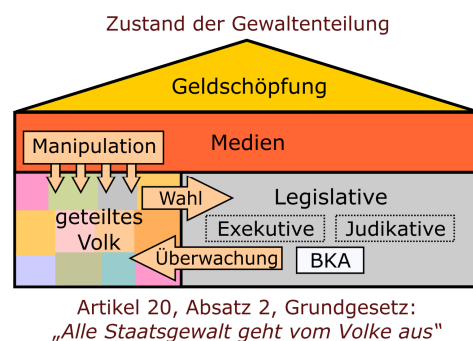 Zustand der Gewaltenteilung
Geldschöpfung
Medien
Manipulation
geteiltes
Volk
Wahl
Legislative
Exekutive
Judikative
Überwachung
BKA
Artikel 20, Absatz 2, Grundgesetz:
„Alle Staatsgewalt geht vom Volke aus“